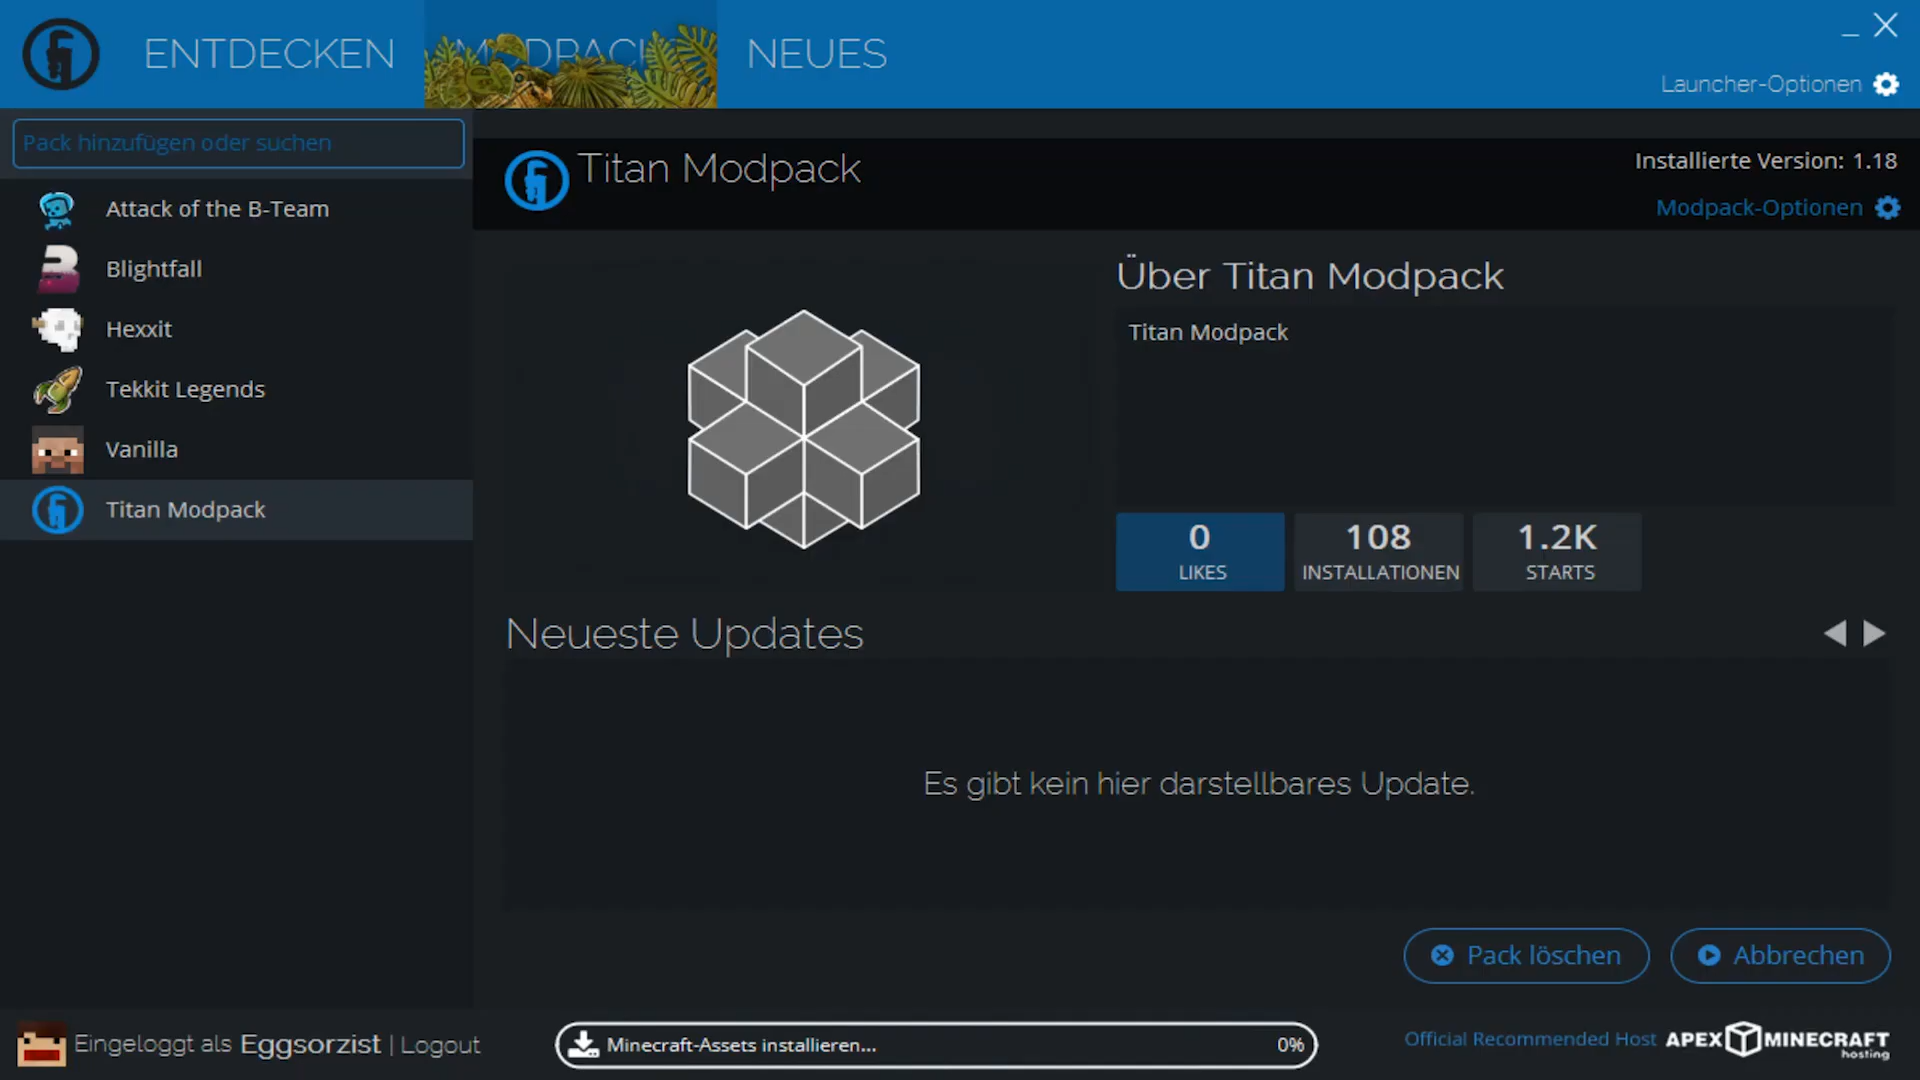 ENTDECKEN
MODPACKS
NEUES
Launcher-Optionen
Pack hinzufügen oder suchen
Attack of the B-Team
Blightfall
Hexxit
Tekkit Legends
Vanilla
Titan Modpack
Titan Modpack
Installierte Version: 1.18
Modpack-Optionen
Über Titan Modpack
Titan Modpack
0
LIKES
108
INSTALLATIONEN
1.2K
STARTS
Neueste Updates
Es gibt kein hier darstellbares Update.
Pack löschen
Abbrechen
Eingeloggt als Eggsorzist | Logout
Minecraft-Assets installieren...
0%
Official Recommended Host
APEX MINECRAFT
hosting